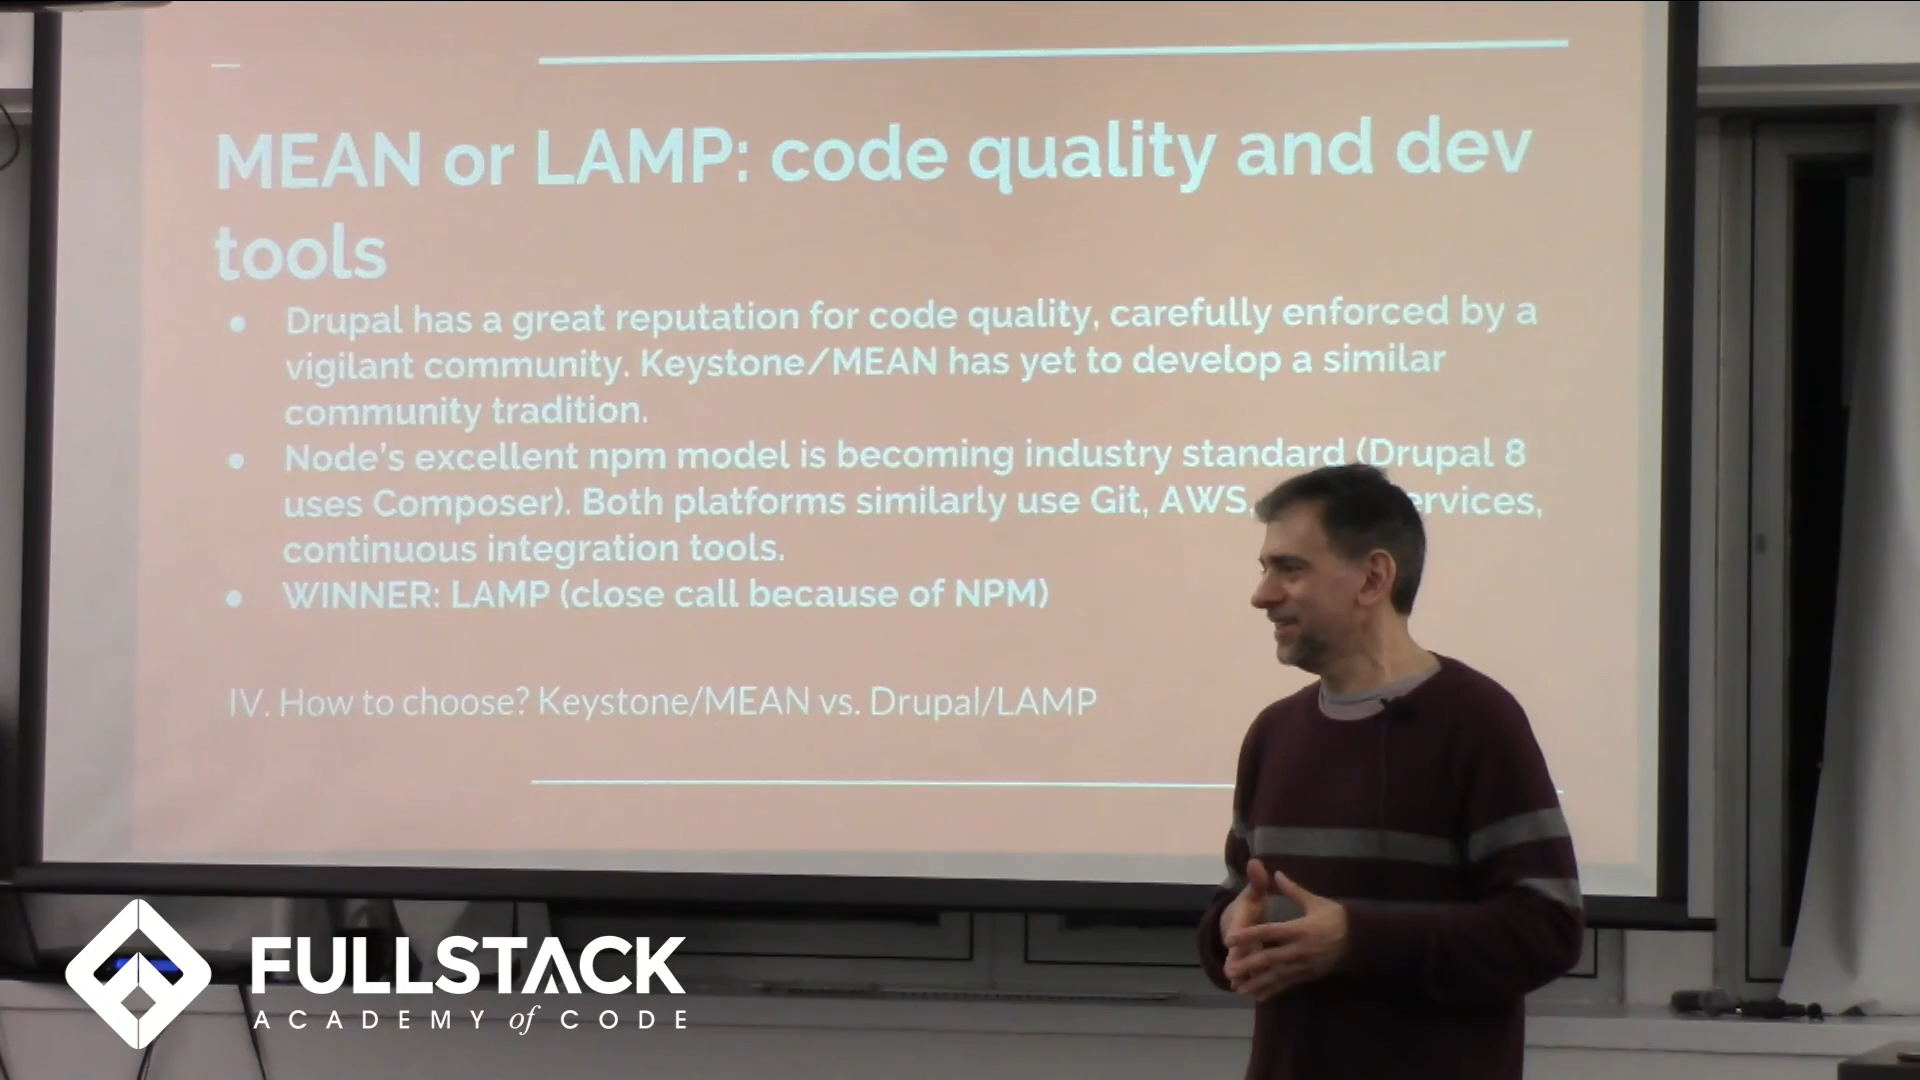 MEAN or LAMP: code quality and dev
tools
● Drupal has a great reputation for code quality, carefully enforced by a
vigilant community. Keystone/MEAN has yet to develop a similar
community tradition.
● Node's excellent npm model is becoming industry standard (Drupal 8
uses Composer). Both platforms similarly use Git, AWS,
continuous integration tools.
● WINNER: LAMP (close call because of NPM)
IV. How to choose? Keystone/MEAN vs. Drupal/LAMP
FULLSTACK
ACADEMY of CODE